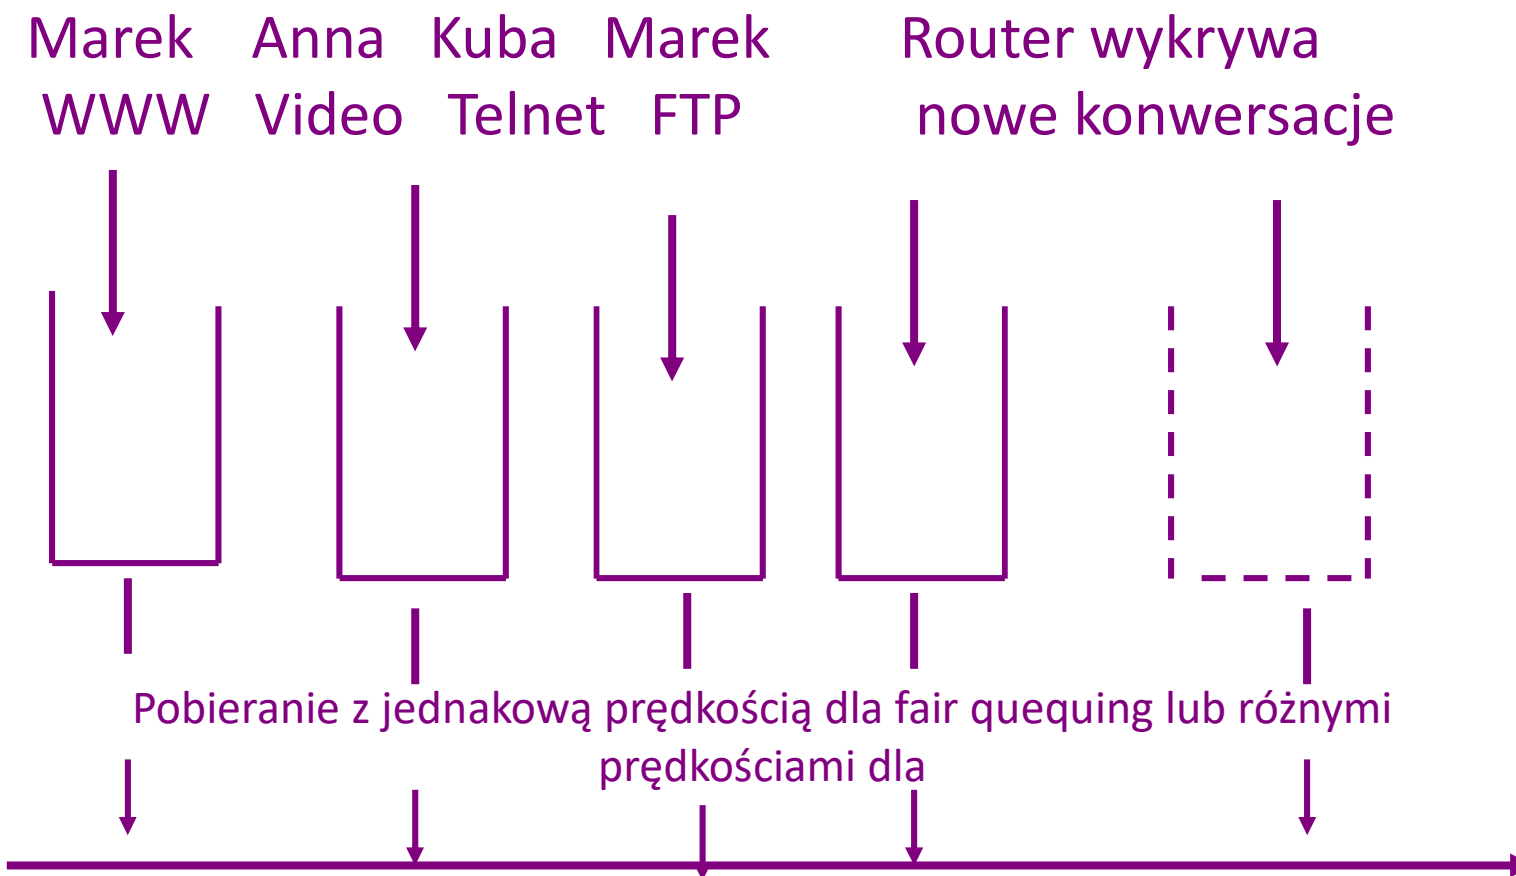 Marek Anna Kuba Marek Router wykrywa
WWW Video Telnet FTP nowe konwersacje
Pobieranie z jednakową prędkością dla fair quequing lub różnymi
prędkościami dla